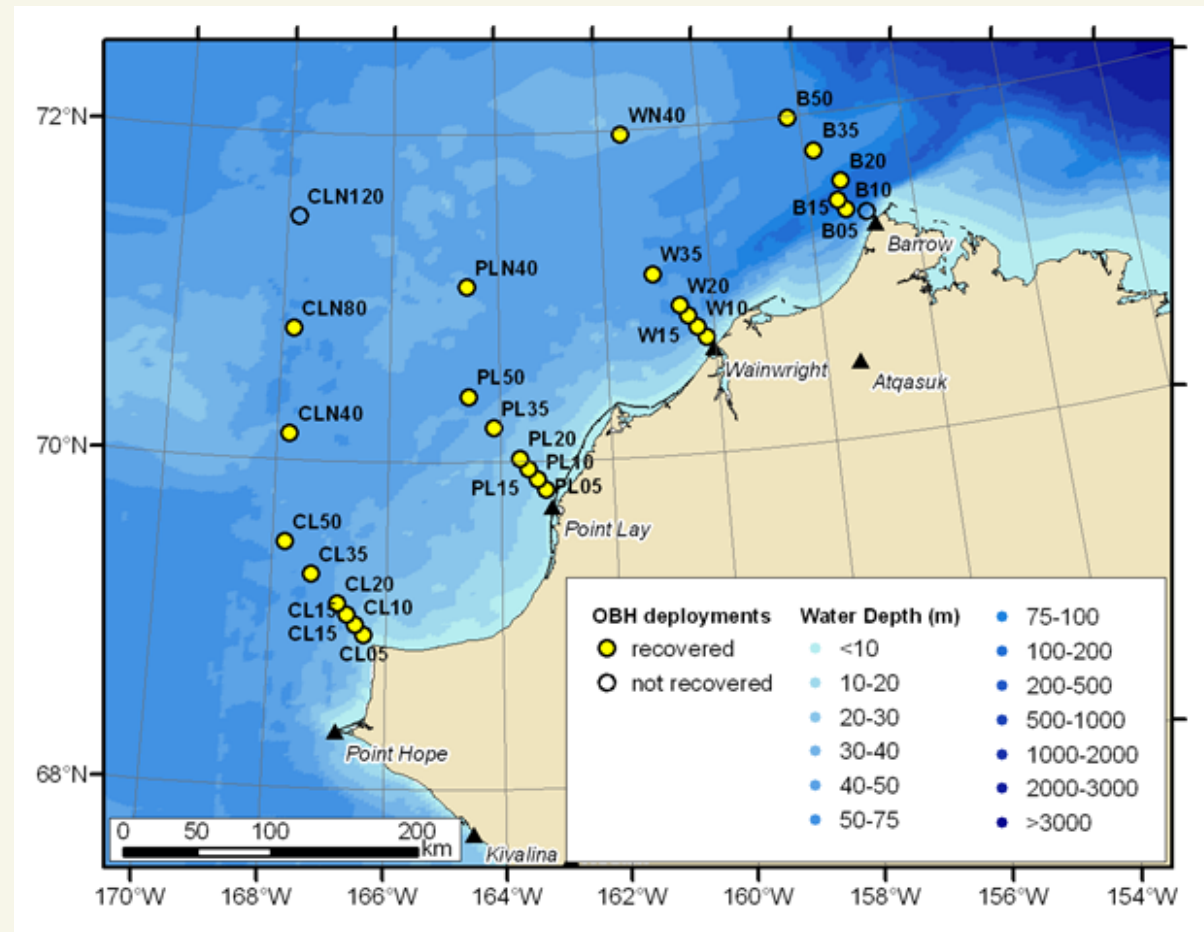 72°N
70°N
68°N
B50
WN40
B35
B20
B10
B15
B05
Barrow
CLN120
W35
PLN40
W20
CLN80
W10
W15
Wainwright
Atqasuk
PL50
PL35
CLN40
PL20
PL10
PL15
PL05
Point Lay
CL50
CL35
CL20
CL15
CL10
CL15
CL05
Point Hope
Kivalina
OBH deployments
recovered
not recovered
Water Depth (m)
<10
10-20
20-30
30-40
40-50
50-75
75-100
100-200
200-500
500-1000
1000-2000
2000-3000
>3000
0 50 100 200
km
170°W 168°W 166°W 164°W 162°W 160°W 158°W 156°W 154°W